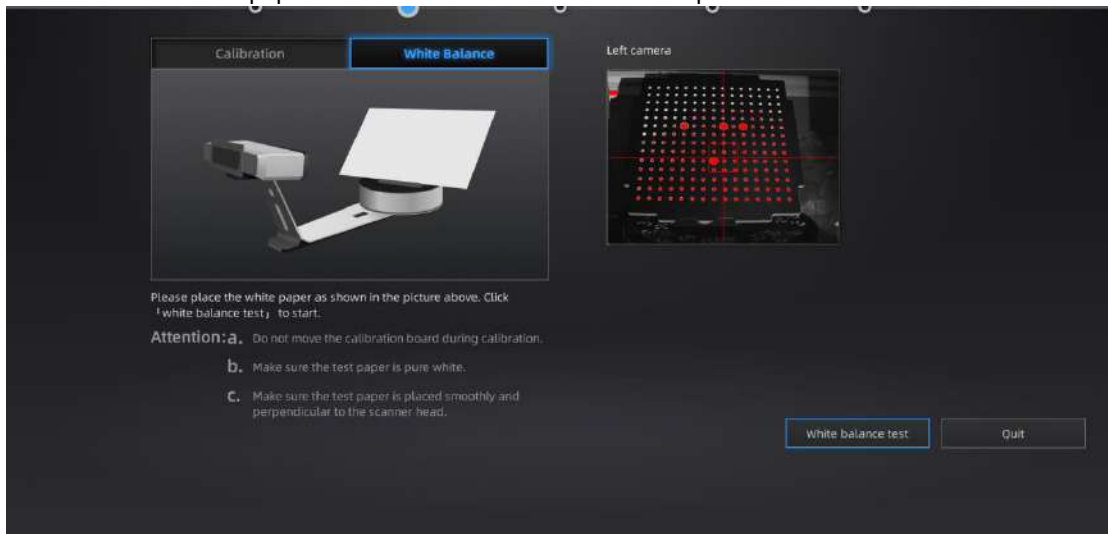 Calibration
White Balance
Left camera
Please place the white paper as shown in the picture above. Click
「white balance test」 to start.
Attention:a. Do not move the calibration board during calibration.
b. Make sure the test paper is pure white.
c. Make sure the test paper is placed smoothly and
perpendicular to the scanner head.
White balance test
Quit